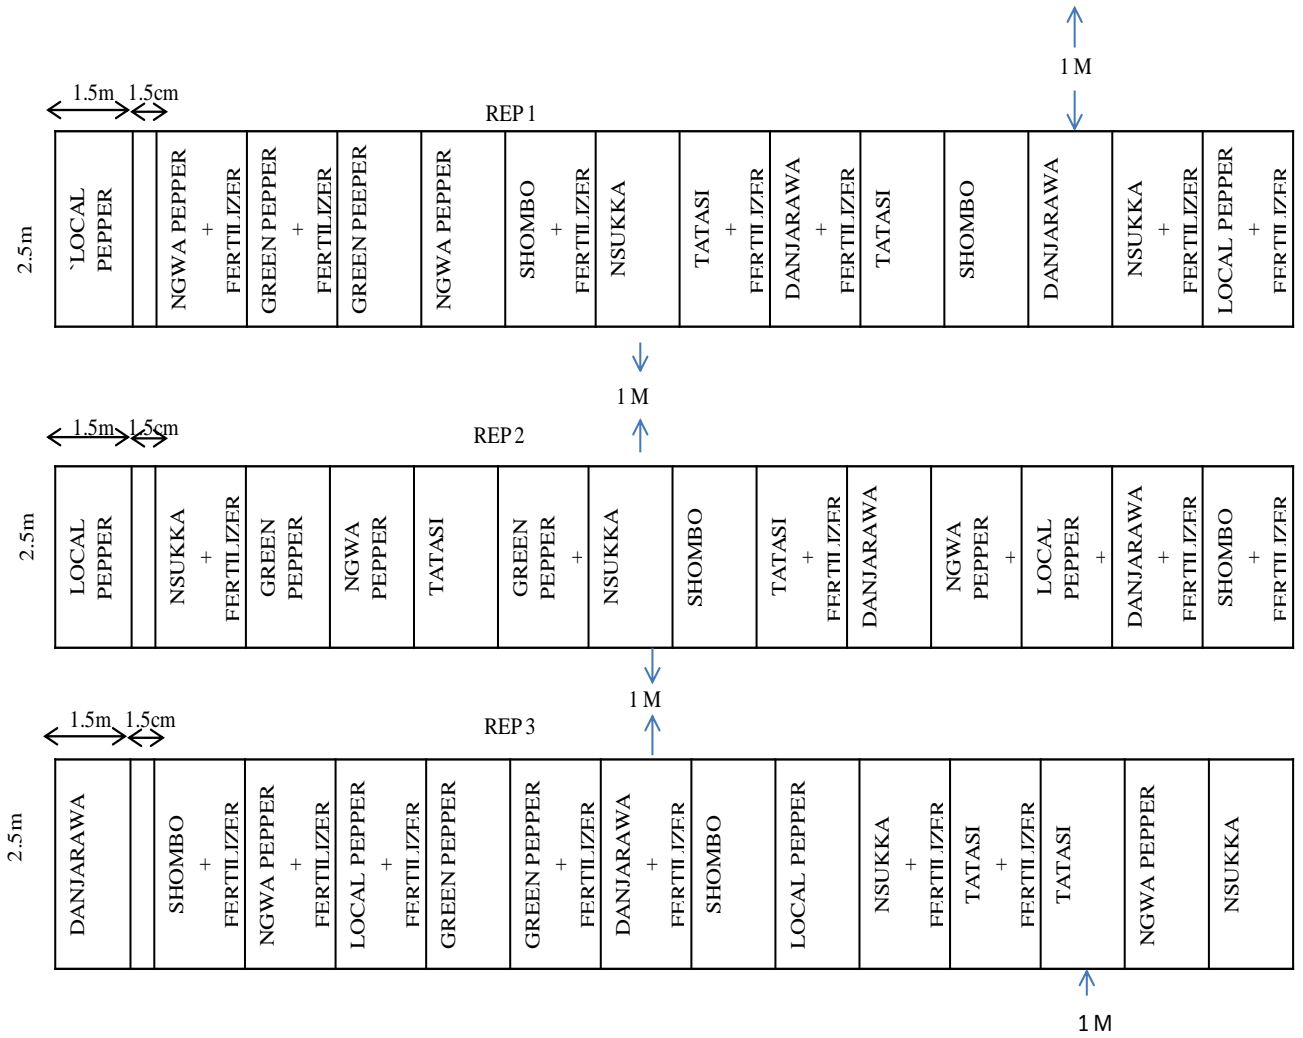 1 M
1.5m 1.5cm
REP 1
2.5m
`LOCAL
PEPPER
NGWA PEPPER
+
FERTILIZER
GREEN PEPPER
+
FERTILIZER
GREEN PEEPER
NGWA PEPPER
SHOMBO
+
FERTILIZER
NSUKKA
TATASI
+
FERTILIZER
DANJARAWA
+
FERTILIZER
TATASI
SHOMBO
DANJARAWA
NSUKKA
+
FERTILIZER
LOCAL PEPPER
+
FERTILIZER
1 M
1.5m 1.5cm
REP 2
2.5m
LOCAL
PEPPER
NSUKKA
+
FERTILIZER
GREEN
PEPPER
NGWA
PEPPER
TATASI
GREEN
PEPPER
+
NSUKKA
SHOMBO
TATASI
+
FERTILIZER
DANJARAWA
NGWA
PEPPER
+
LOCAL
PEPPER
+
DANJARAWA
+
FERTILIZER
SHOMBO
+
FERTILIZER
1 M
1.5m 1.5cm
REP 3
2.5m
DANJARAWA
SHOMBO
+
FERTILIZER
NGWA PEPPER
+
FERTILIZER
LOCAL PEPPER
+
FERTILIZER
GREEN PEPPER
GREEN PEPPER
+
FERTILIZER
DANJARAWA
+
FERTILIZER
SHOMBO
LOCAL PEPPER
NSUKKA
+
FERTILIZER
TATASI
+
FERTILIZER
TATASI
NGWA PEPPER
NSUKKA
1 M